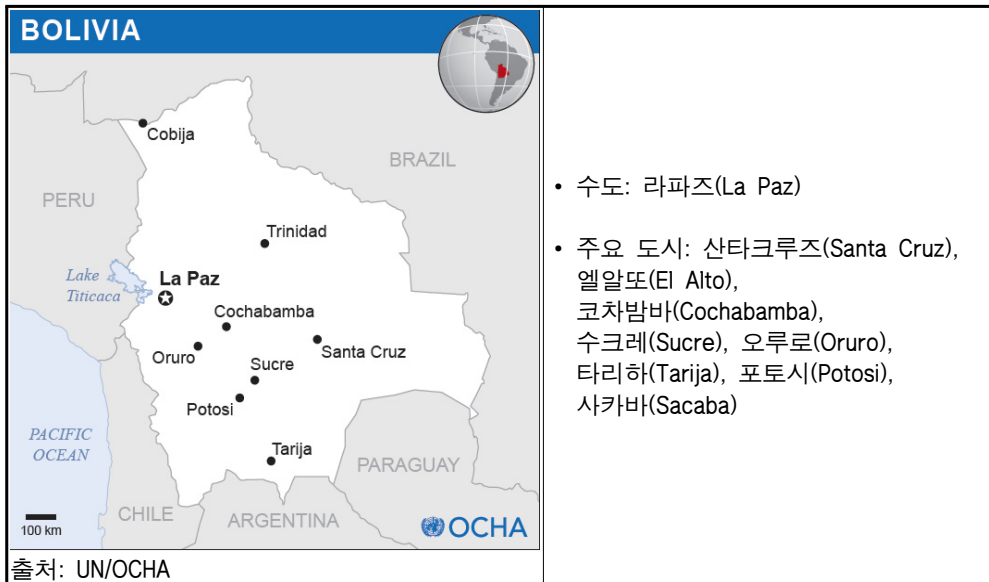 BOLIVIA
Cobija
BRAZIL
PERU
Trinidad
Lake
Titicaca
La Paz
Cochabamba
Oruro
Santa Cruz
Sucre
Potosi
PACIFIC
OCEAN
Tarija
PARAGUAY
CHILE
ARGENTINA
100 km
OCHA
출처: UN/OCHA
• 수도: 라파즈(La Paz)
• 주요 도시: 산타크루즈(Santa Cruz),
엘알또(El Alto),
코차밤바(Cochabamba),
수크레(Sucre), 오루로(Oruro),
타리하(Tarija), 포토시(Potosi),
사카바(Sacaba)